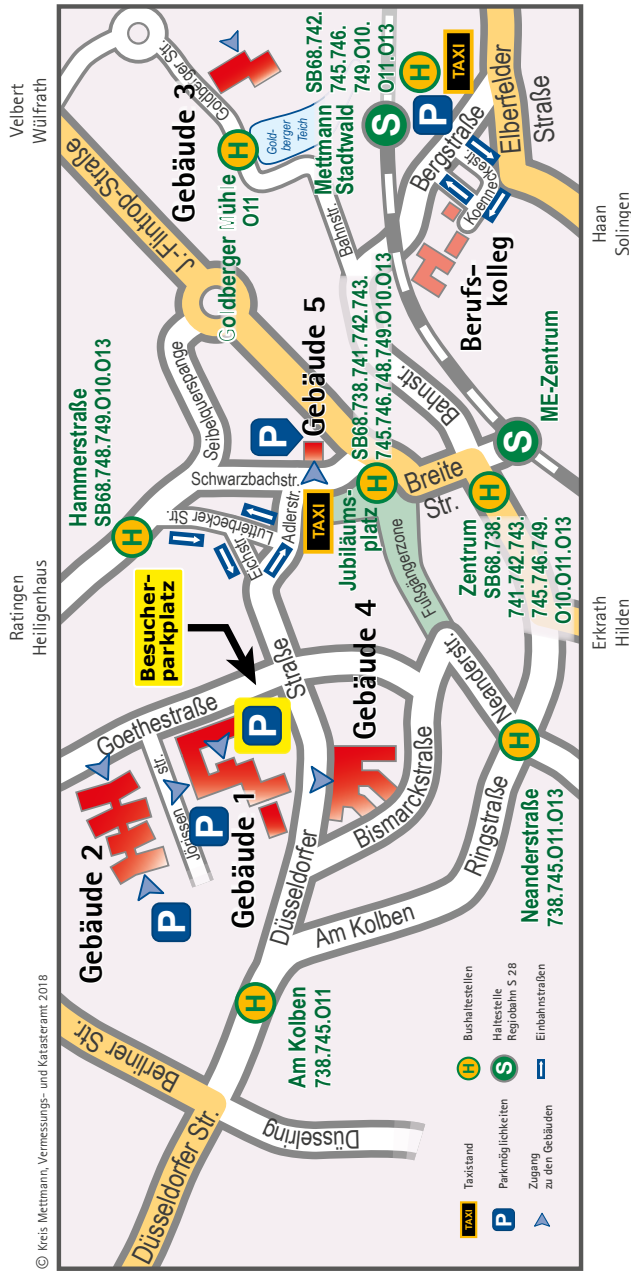 © Kreis Mettmann, Vermessungs- und Katasteramt 2018
Ratingen
Heiligenhaus
Velbert
Wülfrath
Düsseldorfer Str.
Berliner Str.
Düsselring
Am Kolben
738.745.O11
Gebäude 2
Gebäude 1
Jorissen
str.
Goethestraße
Besucher-
parkplatz
Düsseldorfer
Straße
Gebäude 4
Bismarckstraße
Am Kolben
Ringstraße
Neanderstraße
738.745.O11.O13
Neanderstr.
Fußgängerzone
Jubiläums-
platz
Hammerstraße
SB68.748.749.O10.O13
Seibelquerspange
Schwarzbachstr.
Lutterbecker Str.
Eichstr.
Adlerstr.
TAXI
Gebäude 5
SB68.738.741.742.743.
745.746.748.749.O10.O13
Breite
Str.
Zentrum
SB68.738.
741.742.743.
745.746.749.
O10.O11.O13
ME-Zentrum
Bahnstr.
J.-Flintrop-Straße
Gebäude 3
Goldberger Str.
Goldberger Mühle
O11
Gold-
berger
Teich
Bahnstr.
Mettmann
Stadtwald
SB68.742.
745.746.
749.O10.
O11.O13
TAXI
Bergstraße
Koenneckestr.
Elberfelder
Straße
Berufs-
kolleg
P
P
P
P
P
H
H
H
H
H
H
H
S
S
TAXI
Taxistand
P
Parkmöglichkeiten
Zugang
zu den Gebäuden
H
Bushaltestellen
S
Haltestelle
Regiobahn S 28
Einbahnstraßen
Erkrath
Hilden
Haan
Solingen